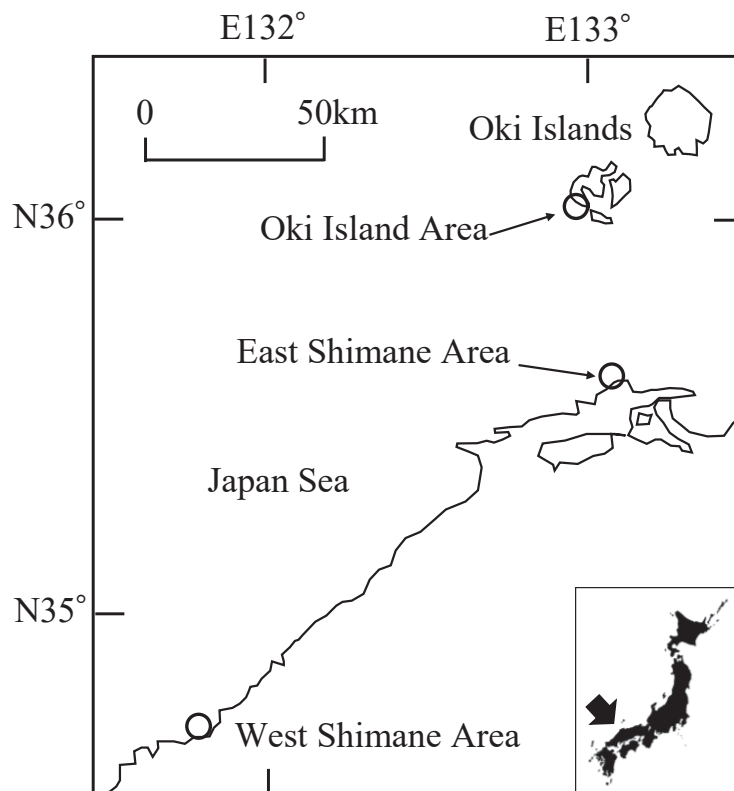 E132° E133°
0 50km
Oki Islands
N36°
Oki Island Area
East Shimane Area
Japan Sea
N35°
West Shimane Area